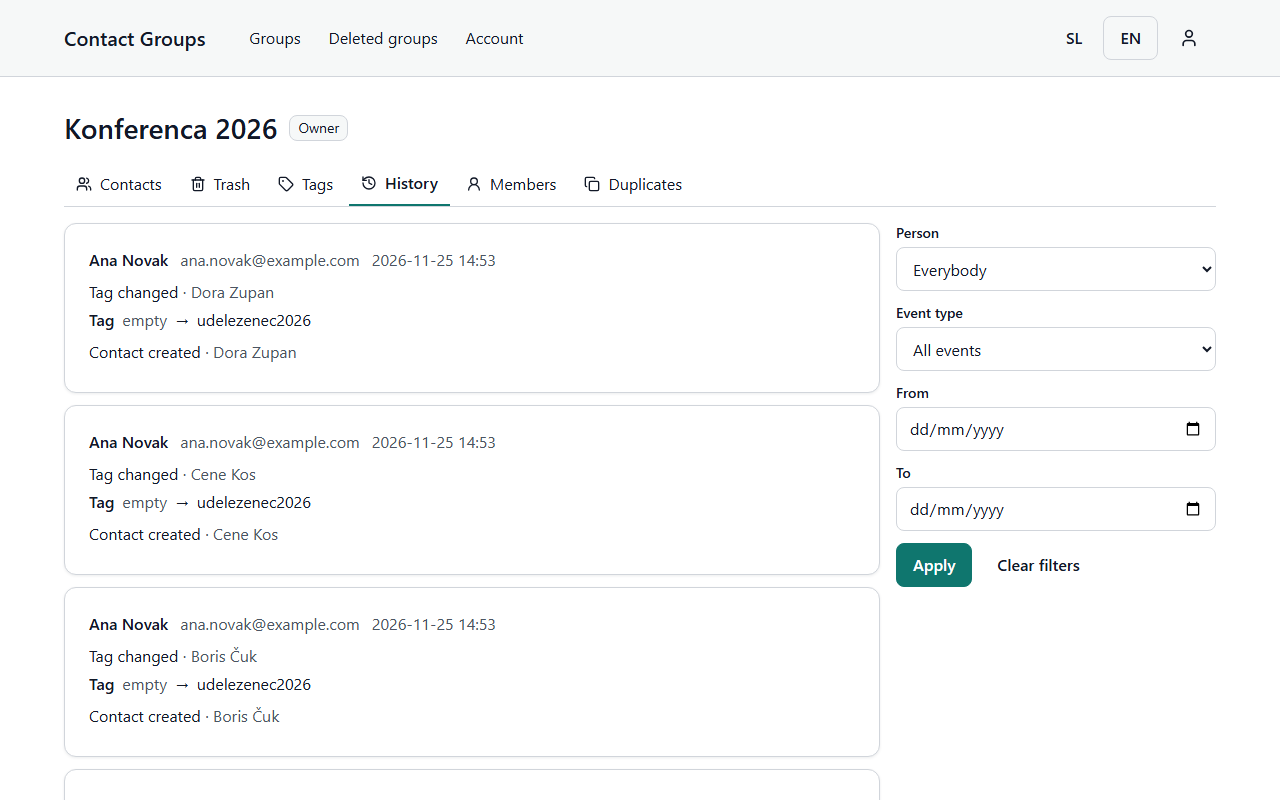 Contact Groups Groups Deleted groups Account SL EN
Konferenca 2026 Owner
Contacts Trash Tags History Members Duplicates
Ana Novak ana.novak@example.com 2026-11-25 14:53
Tag changed · Dora Zupan
Tag empty → udelezenec2026
Contact created · Dora Zupan
Ana Novak ana.novak@example.com 2026-11-25 14:53
Tag changed · Cene Kos
Tag empty → udelezenec2026
Contact created · Cene Kos
Ana Novak ana.novak@example.com 2026-11-25 14:53
Tag changed · Boris Čuk
Tag empty → udelezenec2026
Contact created · Boris Čuk
Person
Everybody
Event type
All events
From
dd/mm/yyyy
To
dd/mm/yyyy
Apply Clear filters